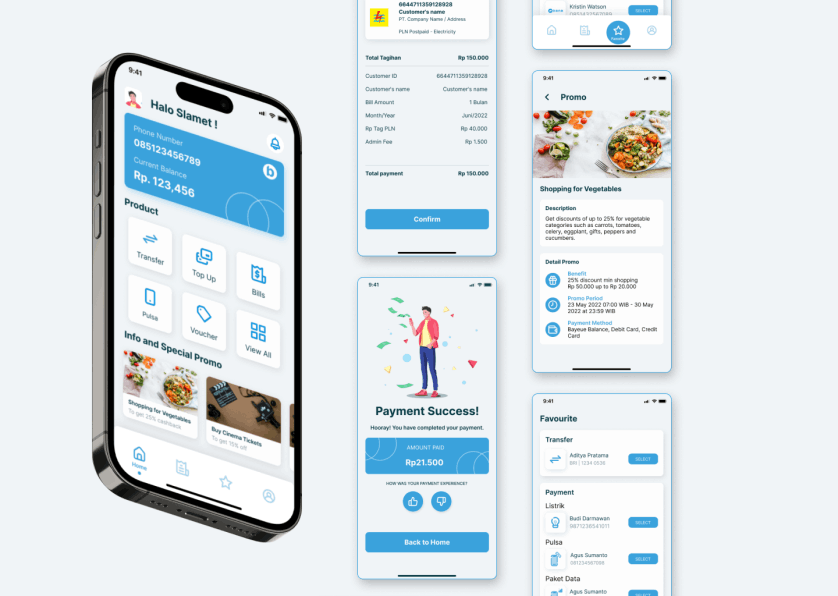 9:41
Halo Slamet !
Phone Number
085123456789
Current Balance
Rp. 123,456
b
Product
Transfer
Top Up
Bills
Pulse
Voucher
View All
Info and Special Promo
Shopping for Vegetables
To get 25% cashback
Buy Cinema Tickets
To get 15% off
Home
6644711359128928
Customer's name
PT. Company Name / Address
PLN Postpaid - Electricity
Total Tagihan Rp 150.000
Customer ID 6644711359128928
Customer's name Customer's name
Bill Amount 1 Bulan
Month/Year Juni/2022
Rp Tag PLN Rp 40.000
Admin Fee Rp 1.500
Total payment Rp 150.000
Confirm
9:41
Payment Success!
Hooray! You have completed your payment.
AMOUNT PAID
Rp21.500
HOW WAS YOUR PAYMENT EXPERIENCE?
Back to Home
Kristin Watson
SELECT
Favourite
9:41
Promo
Shopping for Vegetables
Description
Get discounts of up to 25% for vegetable
categories such as carrots, tomatoes,
celery, eggplant, gifts, peppers and
cucumbers.
Detail Promo
Benefit
25% discount min shopping
Rp 50.000 up to Rp 20.000
Promo Period
23 May 2022 07:00 WIB - 30 May
2022 at 23:59 WIB
Payment Method
Bayeue Balance, Debit Card, Credit
Card
9:41
Favourite
Transfer
Aditya Pratama
BRI | 1234 5536
SELECT
Payment
Listrik
Budi Darmawan
0871236541011
SELECT
Pulsa
Agus Sumanto
081234567888
SELECT
Paket Data
Agus Sumanto
SELECT